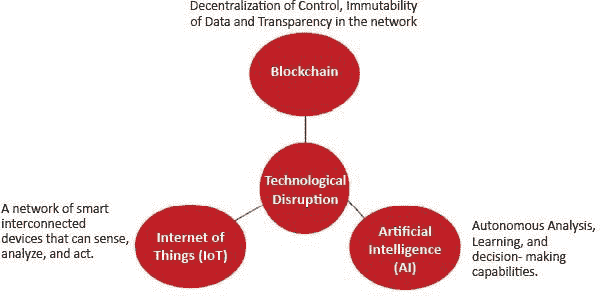 Decentralization of Control, Immutability
of Data and Transparency in the network
Blockchain
Technological
Disruption
A network of smart
interconnected
devices that can sense,
analyze, and act.
Internet of
Things (IoT)
Artificial
Intelligence
(AI)
Autonomous Analysis,
Learning, and
decision- making
capabilities.